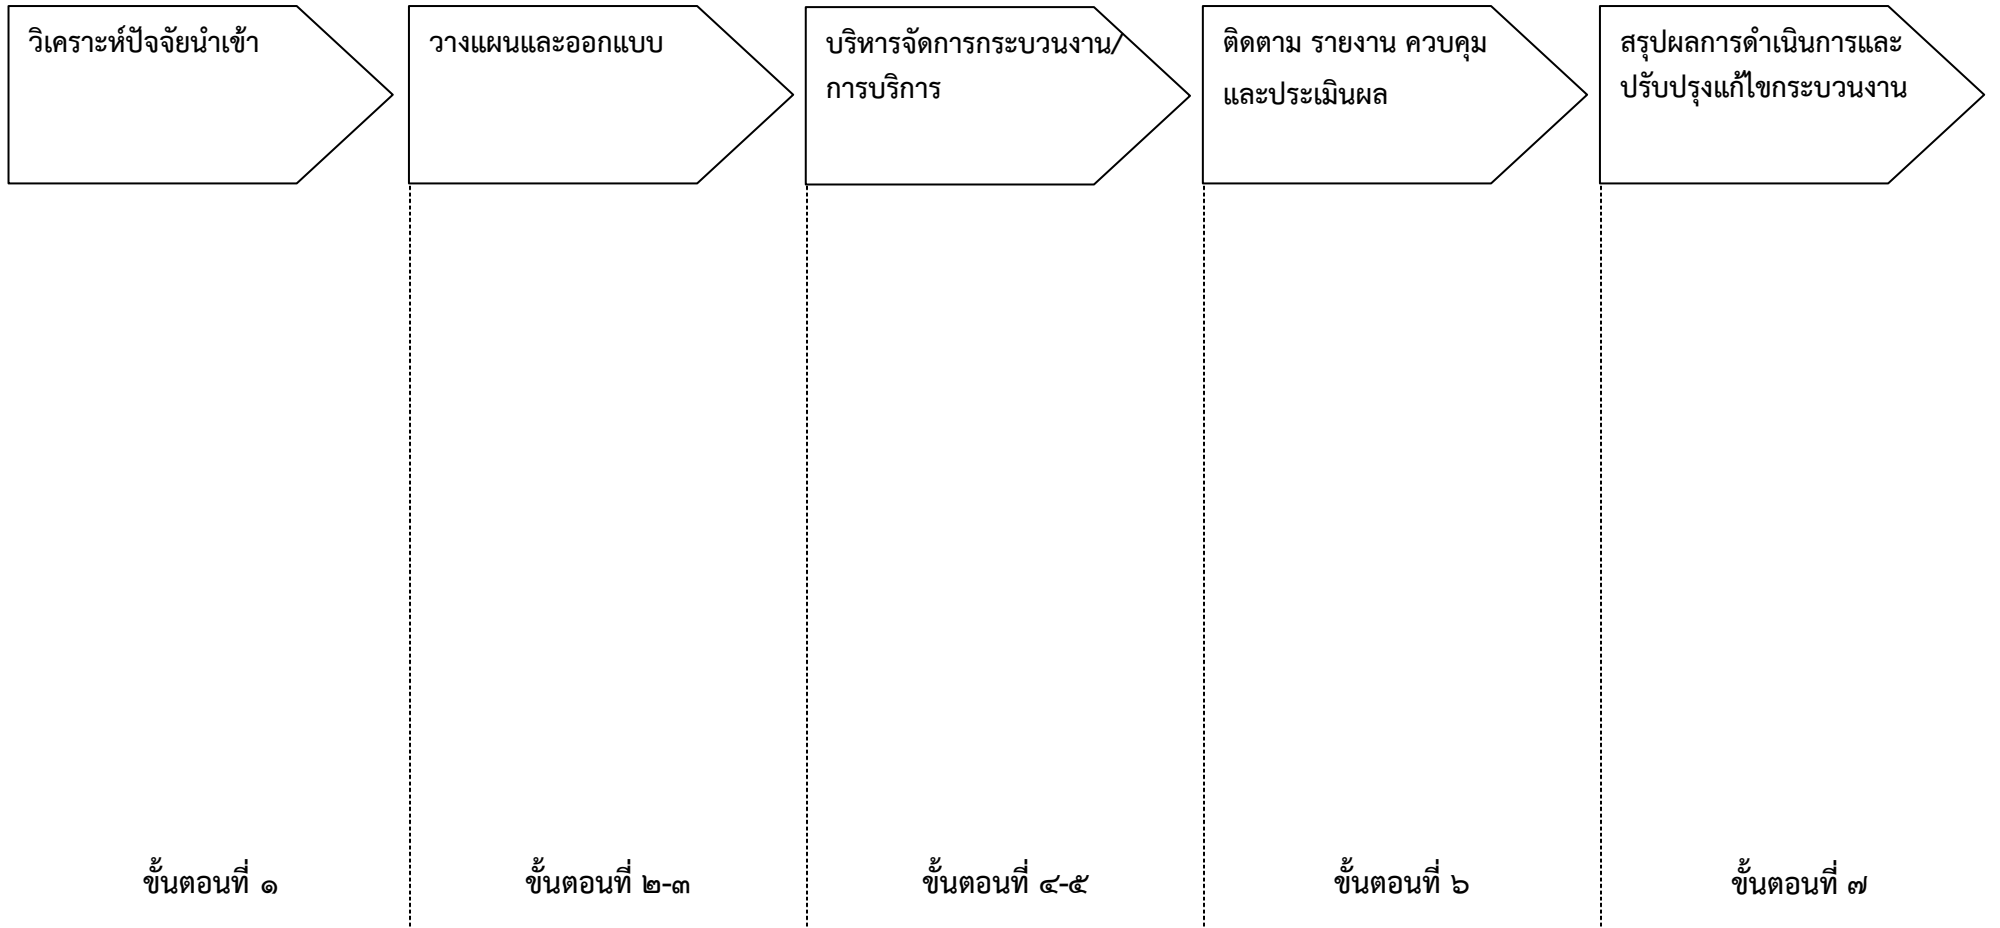 วิเคราะห์ปัจจัยนำเข้า
วางแผนและออกแบบ
บริหารจัดการกระบวนงาน/
การบริการ
ติดตาม รายงาน ควบคุม
และประเมินผล
สรุปผลการดำเนินการและ
ปรับปรุงแก้ไขกระบวนงาน
ขั้นตอนที่ ๑
ขั้นตอนที่ ๒-๓
ขั้นตอนที่ ๔-๕
ขั้นตอนที่ ๖
ขั้นตอนที่ ๗